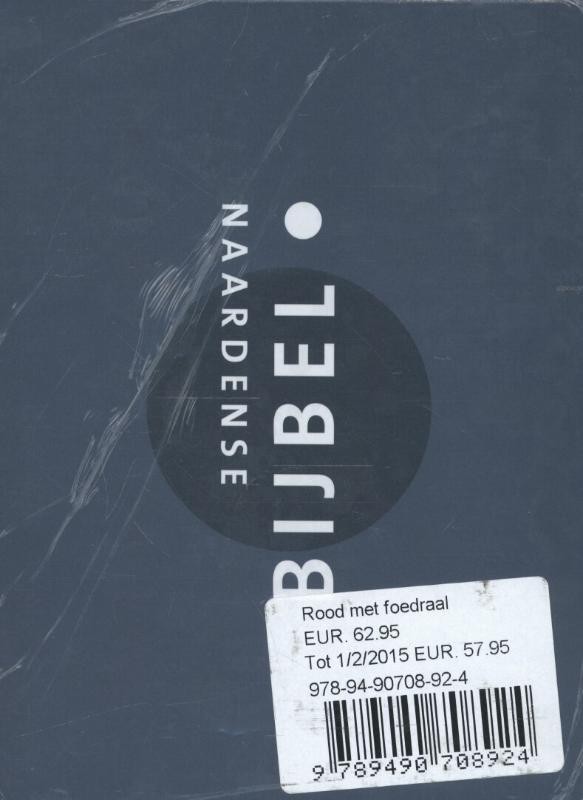 NAARDENSE
BIJBEL
Rood met foedraal
EUR. 62.95
Tot 1/2/2015 EUR. 57.95
978-94-90708-92-4
9 789490 708924